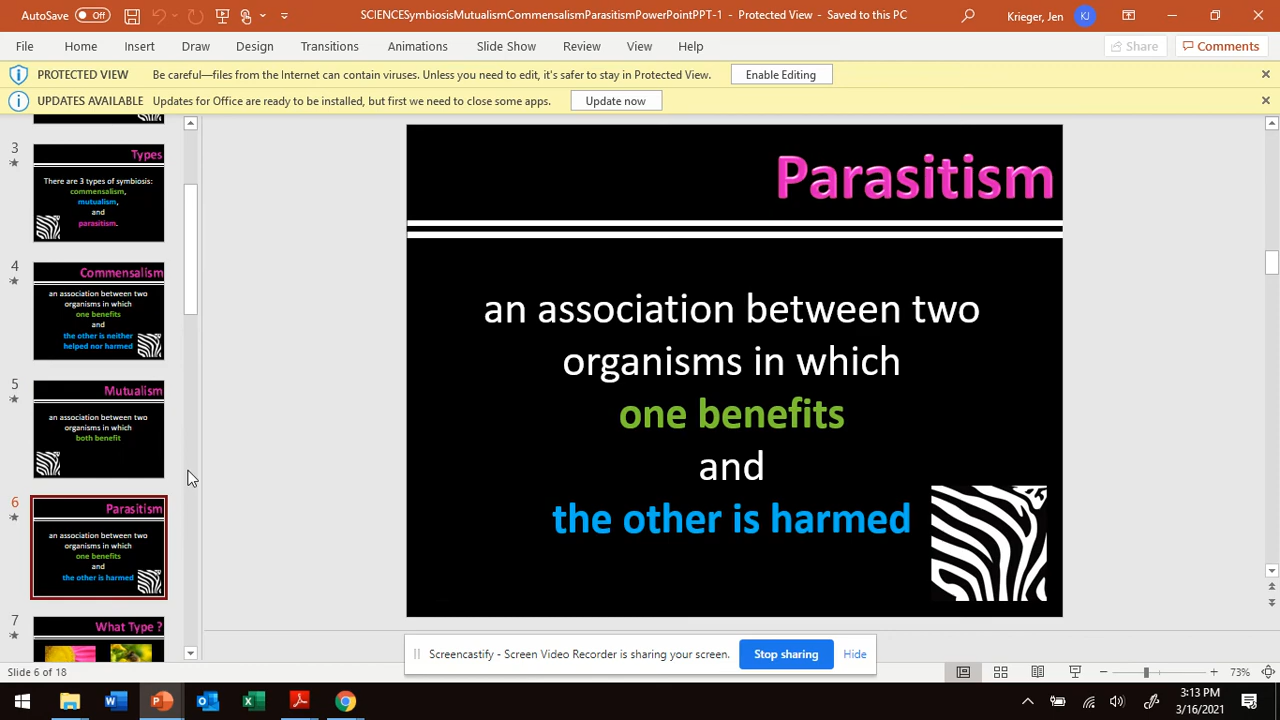 AutoSave Off
SCIENCESymbiosisMutualismCommensalismParasitismPowerPointPPT-1 - Protected View - Saved to this PC
Krieger, Jen
KJ
File Home Insert Draw Design Transitions Animations Slide Show Review View Help
Share
Comments
PROTECTED VIEW Be careful—files from the Internet can contain viruses. Unless you need to edit, it's safer to stay in Protected View. Enable Editing
UPDATES AVAILABLE Updates for Office are ready to be installed, but first we need to close some apps. Update now
3
Types
There are 3 types of symbiosis:
commensalism,
mutualism,
and
parasitism.
4
Commensalism
an association between two
organisms in which
one benefits
and
the other is neither
helped nor harmed
5
Mutualism
an association between two
organisms in which
both benefit
6
Parasitism
an association between two
organisms in which
one benefits
and
the other is harmed
7
What Type ?
Parasitism
an association between two
organisms in which
one benefits
and
the other is harmed
Screencastify - Screen Video Recorder is sharing your screen. Stop sharing Hide
Slide 6 of 18
73%
3:13 PM
3/16/2021